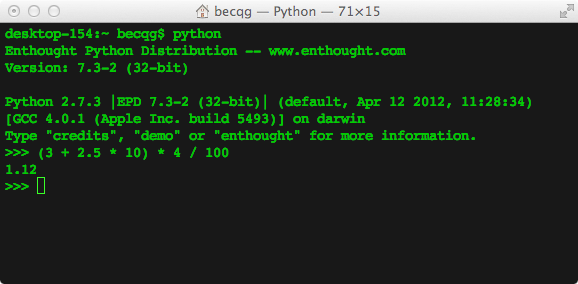 becqg — Python — 71×15
desktop-154:~ becqg$ python
Enthought Python Distribution -- www.enthought.com
Version: 7.3-2 (32-bit)
Python 2.7.3 |EPD 7.3-2 (32-bit)| (default, Apr 12 2012, 11:28:34)
[GCC 4.0.1 (Apple Inc. build 5493)] on darwin
Type "credits", "demo" or "enthought" for more information.
>>> (3 + 2.5 * 10) * 4 / 100
1.12
>>>